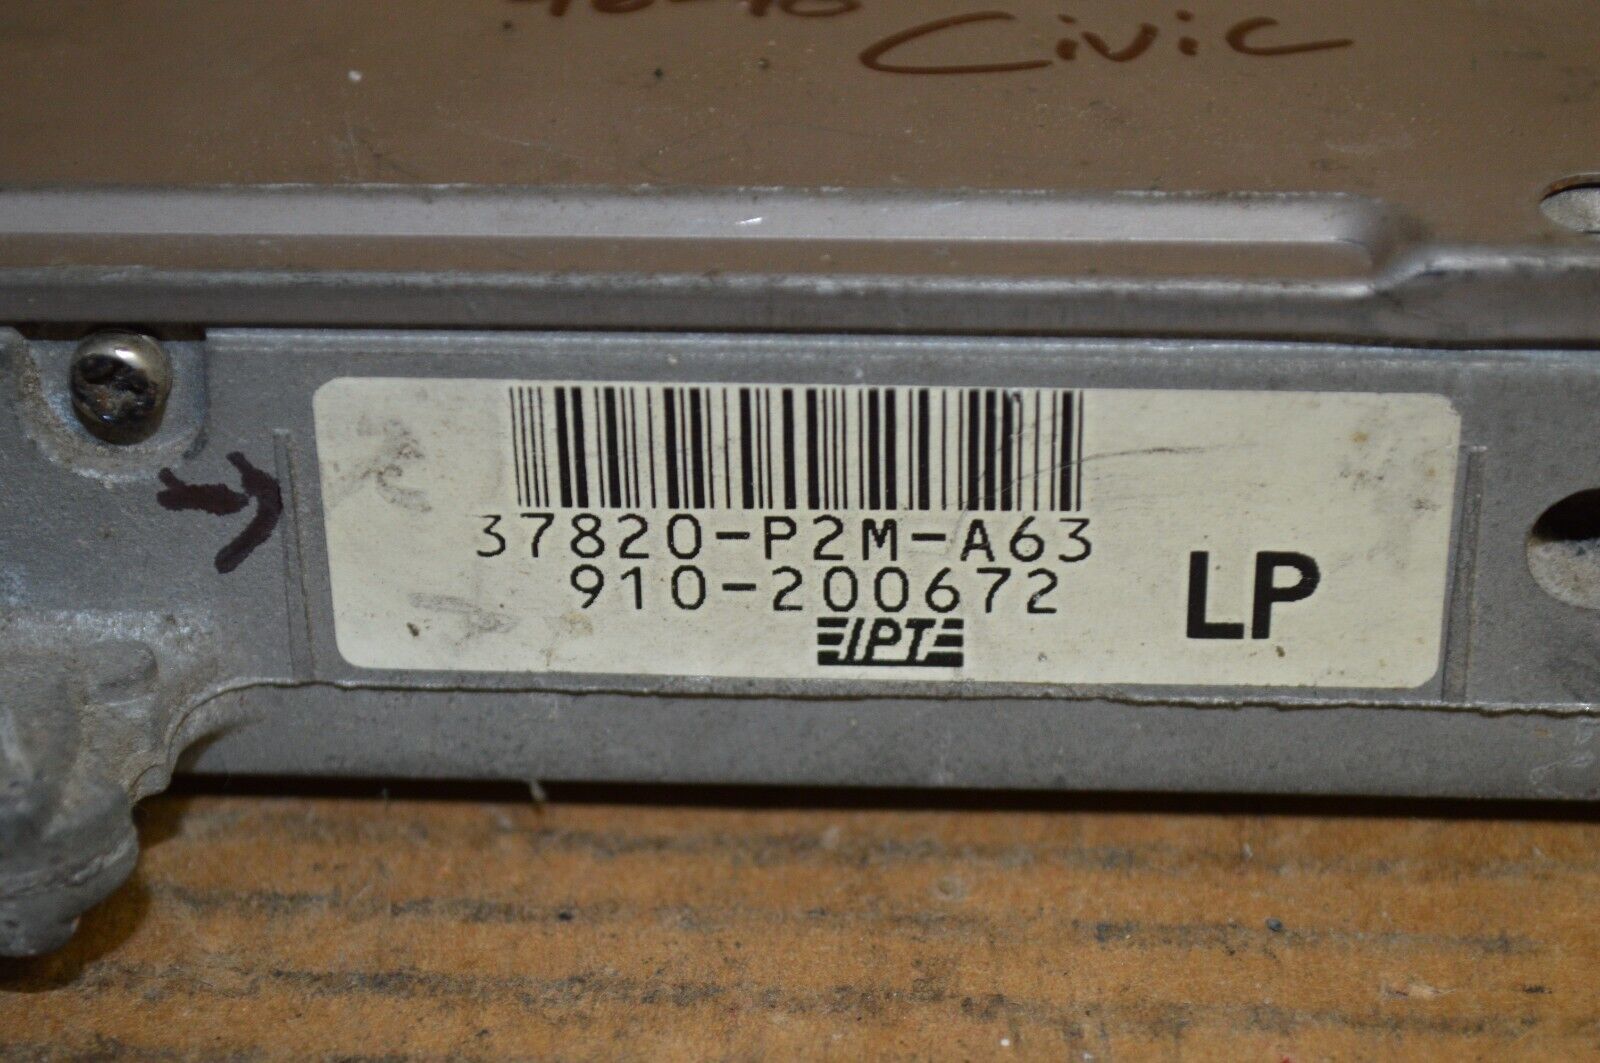 Civic
37820-P2M-A63
910-200672
LP
IPT